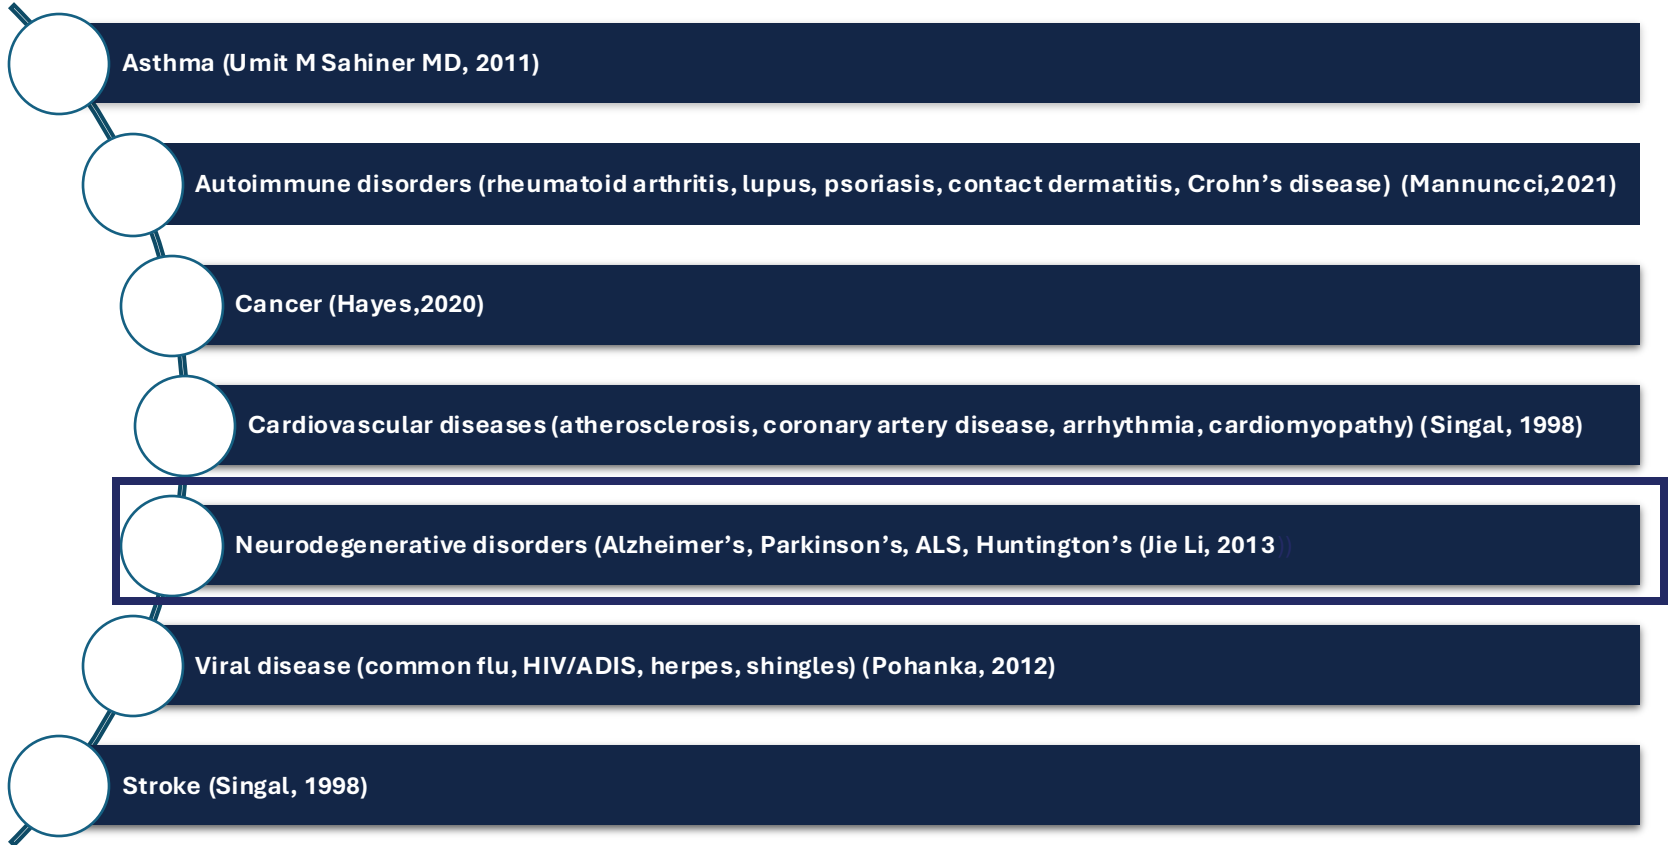 Asthma (Umit M Sahiner MD, 2011)
Autoimmune disorders (rheumatoid arthritis, lupus, psoriasis, contact dermatitis, Crohn’s disease) (Mannuncci,2021)
Cancer (Hayes,2020)
Cardiovascular diseases (atherosclerosis, coronary artery disease, arrhythmia, cardiomyopathy) (Singal, 1998)
Neurodegenerative disorders (Alzheimer’s, Parkinson’s, ALS, Huntington’s (Jie Li, 2013))
Viral disease (common flu, HIV/ADIS, herpes, shingles) (Pohanka, 2012)
Stroke (Singal, 1998)